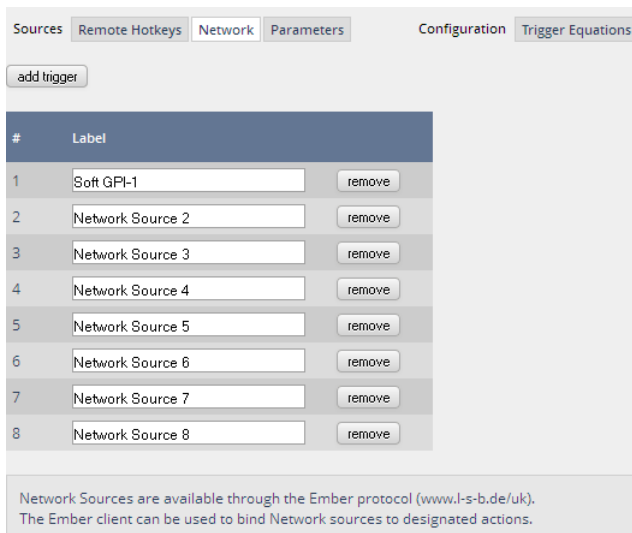 Sources Remote Hotkeys Network Parameters Configuration Trigger Equations
add trigger
# Label
1 Soft GPI-1 remove
2 Network Source 2 remove
3 Network Source 3 remove
4 Network Source 4 remove
5 Network Source 5 remove
6 Network Source 6 remove
7 Network Source 7 remove
8 Network Source 8 remove
Network Sources are available through the Ember protocol (www.l-s-b.de/uk).
The Ember client can be used to bind Network sources to designated actions.